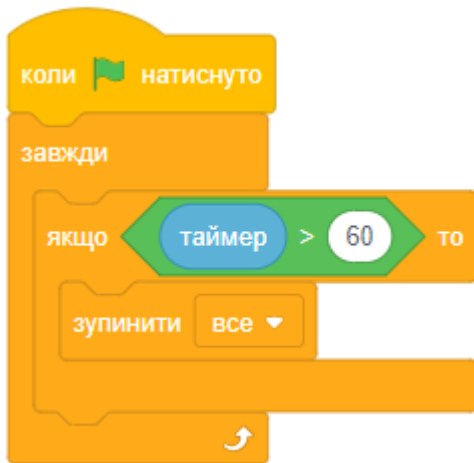 коли натиснуто
завжди
якщо таймер > 60 то
зупинити все